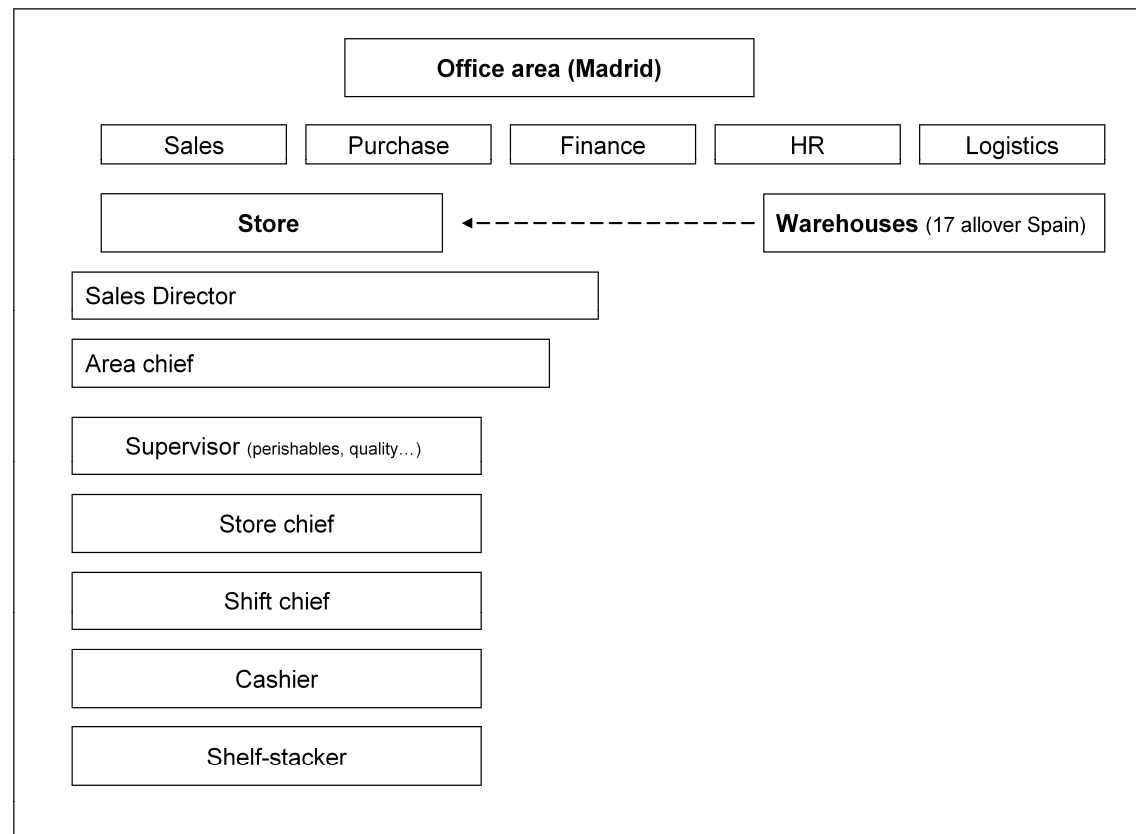 Office area (Madrid)
Sales
Purchase
Finance
HR
Logistics
Store
Warehouses (17 allover Spain)
Sales Director
Area chief
Supervisor (perishables, quality…)
Store chief
Shift chief
Cashier
Shelf-stacker